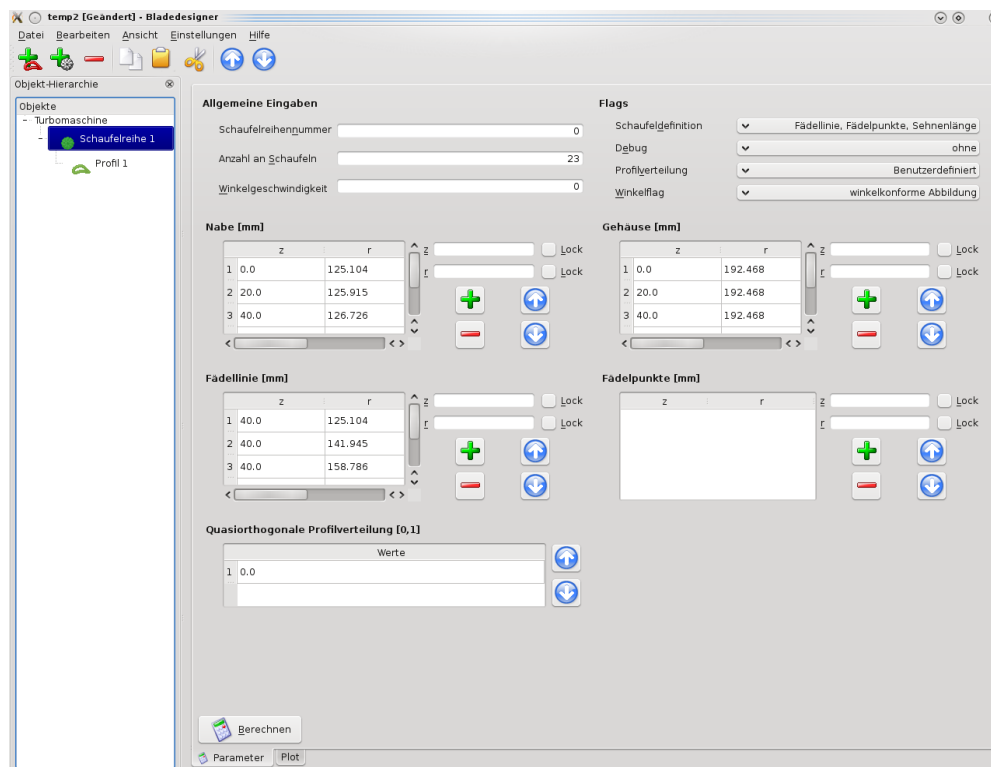 temp2 [Geändert] - Bladedesigner
Datei Bearbeiten Ansicht Einstellungen Hilfe
Objekt-Hierarchie
Objekte
Turbomaschine
Schaufelreihe 1
Profil 1
Allgemeine Eingaben
Schaufelreihennummer 0
Anzahl an Schaufeln 23
Winkelgeschwindigkeit 0
Flags
Schaufeldefinition Fädellinie, Fädelpunkte, Sehnenlänge
Debug ohne
Profilverteilung Benutzerdefiniert
Winkelflag winkelkonforme Abbildung
Nabe [mm]
z r
1 0.0 125.104
2 20.0 125.915
3 40.0 126.726
z Lock
r Lock
Gehäuse [mm]
z r
1 0.0 192.468
2 20.0 192.468
3 40.0 192.468
z Lock
r Lock
Fädellinie [mm]
z r
1 40.0 125.104
2 40.0 141.945
3 40.0 158.786
z Lock
r Lock
Fädelpunkte [mm]
z r
z Lock
r Lock
Quasiorthogonale Profilverteilung [0,1]
Werte
1 0.0
Berechnen
Parameter Plot